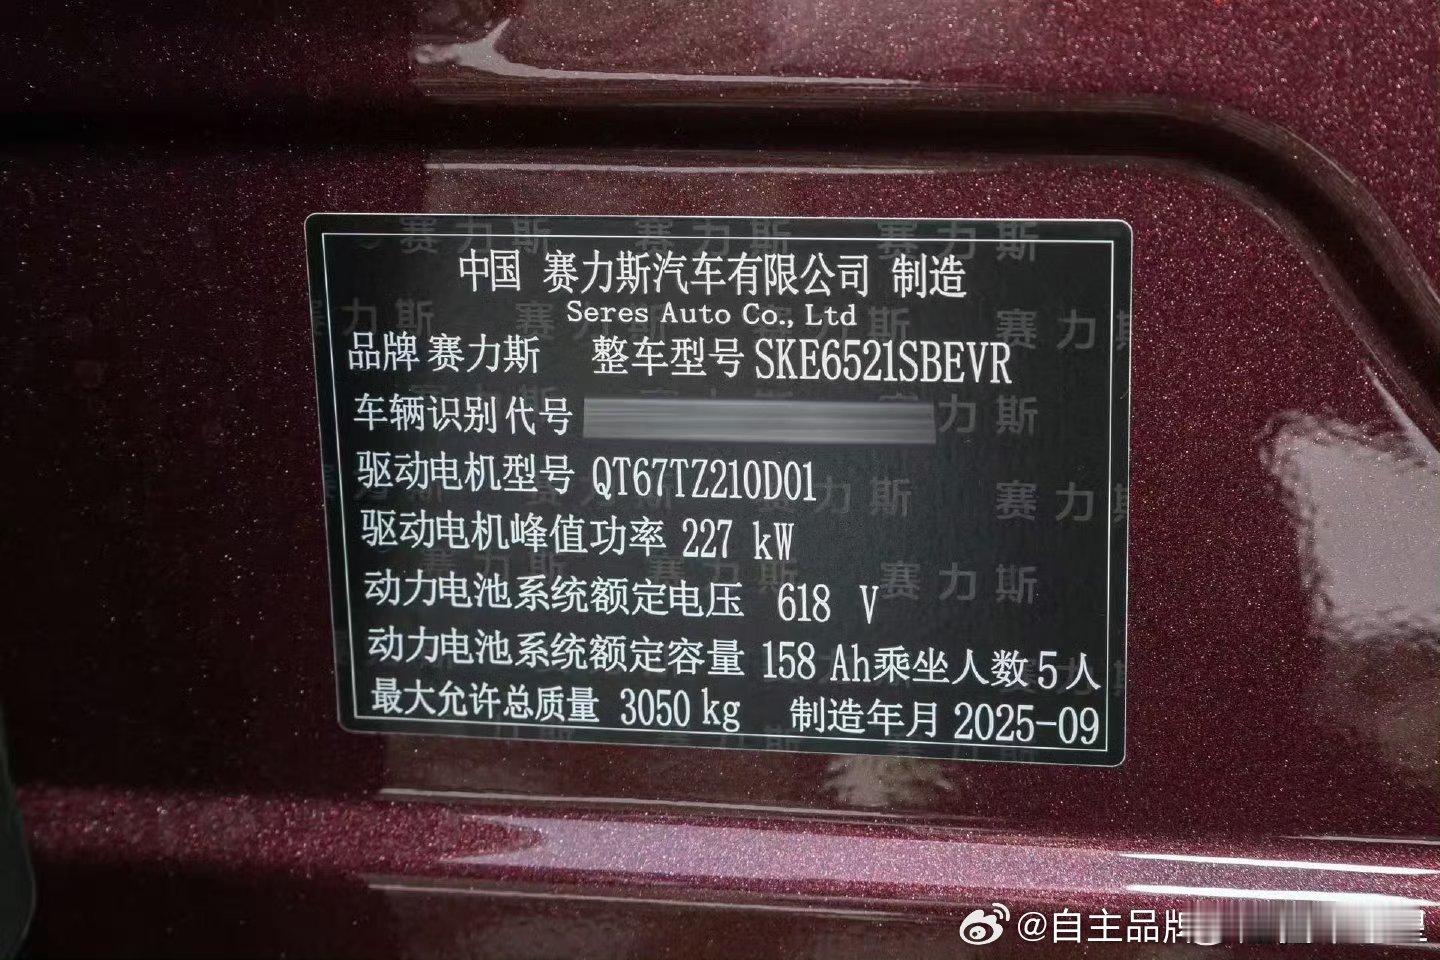 中国 赛力斯汽车有限公司 制造
Seres Auto Co., Ltd
品牌 赛力斯 整车型号 SKE6521SBEVR
车辆识别代号
驱动电机型号 QT67TZ210D01
驱动电机峰值功率 227 kW
动力电池系统额定电压 618 V
动力电池系统额定容量 158 Ah 乘坐人数 5人
最大允许总质量 3050 kg 制造年月 2025-09
@自主品牌